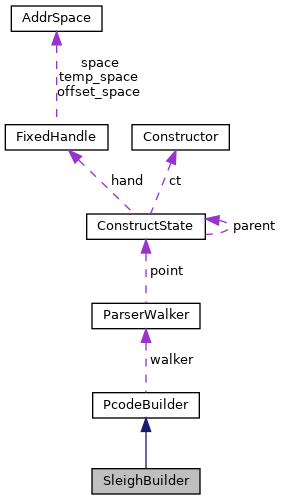 AddrSpace
space
temp_space
offset_space
FixedHandle
Constructor
hand
ct
ConstructState
parent
point
ParserWalker
walker
PcodeBuilder
SleighBuilder